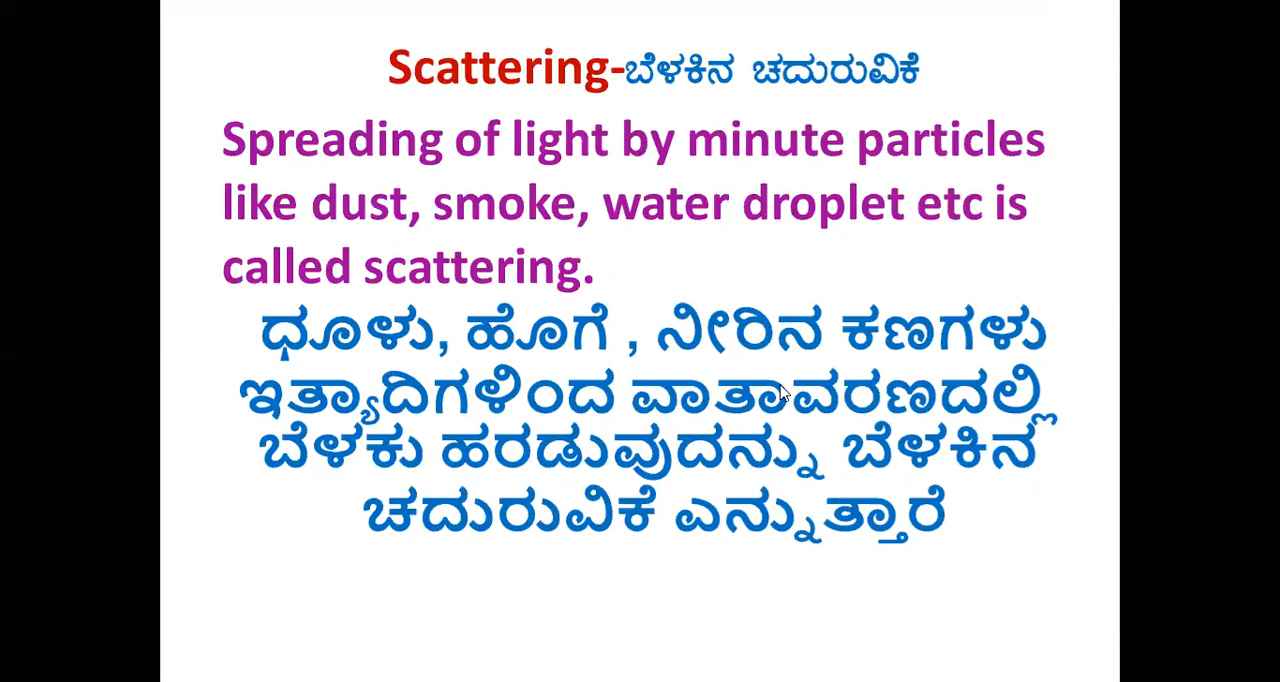 Scattering-ಬೆಳಕಿನ ಚದುರುವಿಕೆ
Spreading of light by minute particles
like dust, smoke, water droplet etc is
called scattering.
ಧೂಳು, ಹೊಗೆ , ನೀರಿನ ಕಣಗಳು
ಇತ್ಯಾದಿಗಳಿಂದ ವಾತಾವರಣದಲ್ಲಿ
ಬೆಳಕು ಹರಡುವುದನ್ನು ಬೆಳಕಿನ
ಚದುರುವಿಕೆ ಎನ್ನುತ್ತಾರೆ